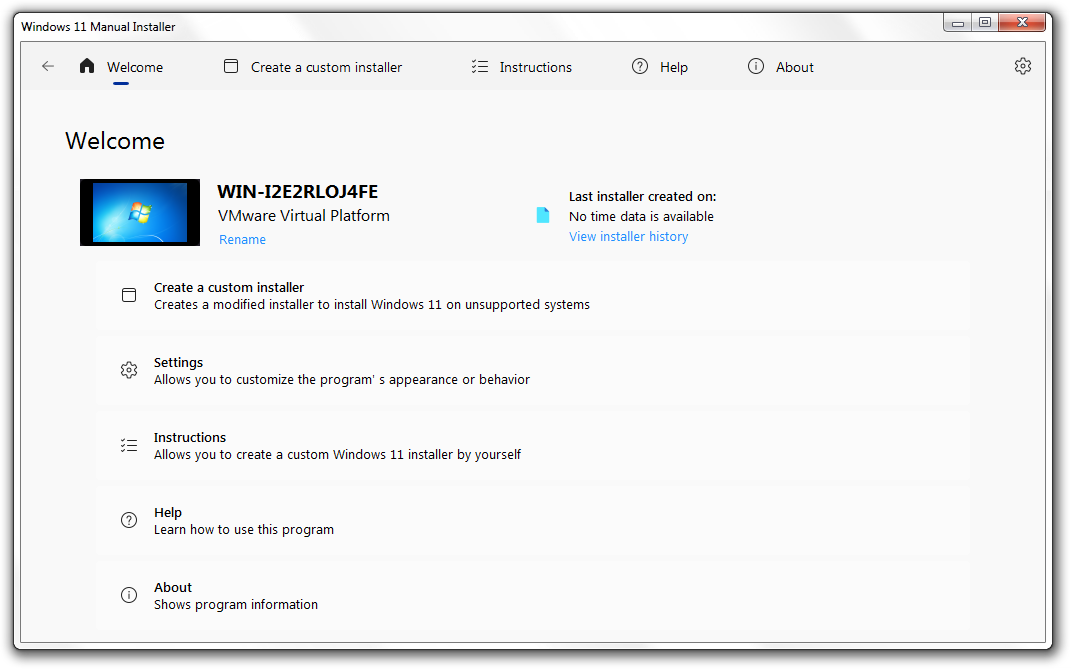 Windows 11 Manual Installer
Welcome
Create a custom installer
Instructions
Help
About
Welcome
WIN-I2E2RLOJ4FE
VMware Virtual Platform
Rename
Last installer created on:
No time data is available
View installer history
Create a custom installer
Creates a modified installer to install Windows 11 on unsupported systems
Settings
Allows you to customize the program' s appearance or behavior
Instructions
Allows you to create a custom Windows 11 installer by yourself
Help
Learn how to use this program
About
Shows program information